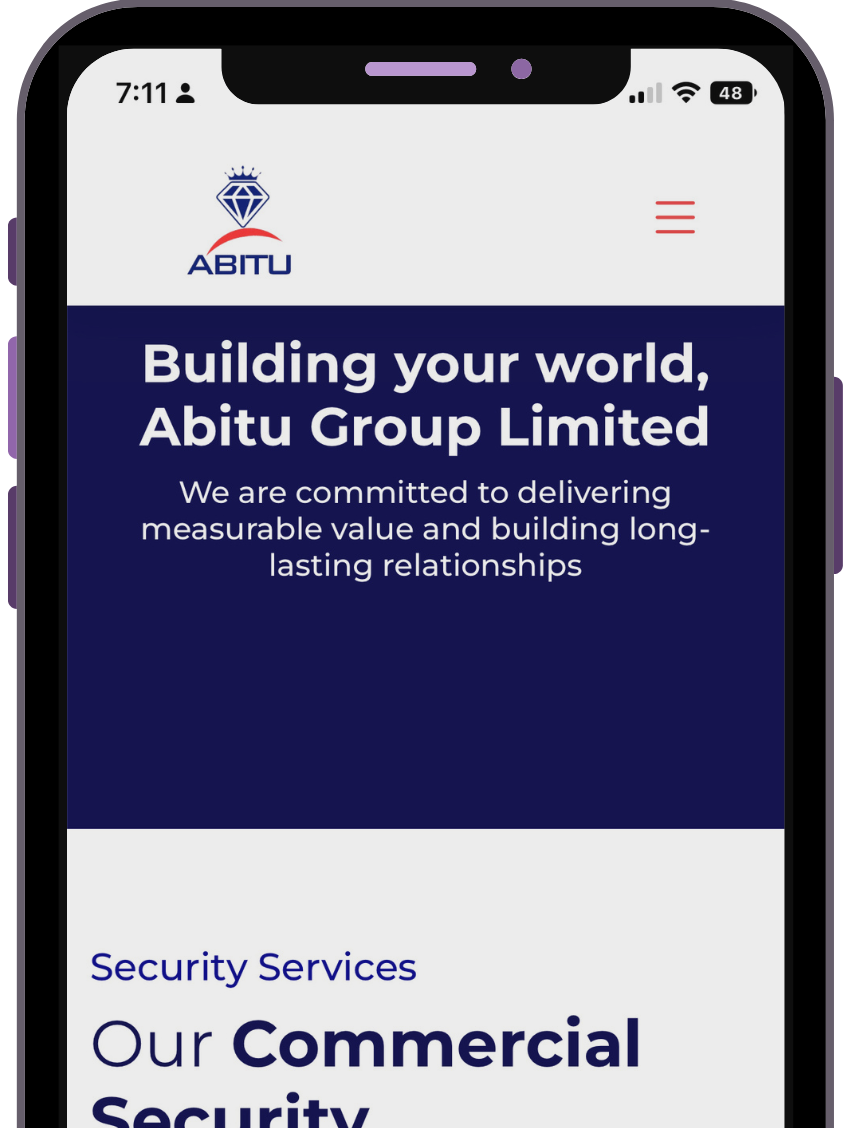 7:11
48
ABITU
Building your world,
Abitu Group Limited
We are committed to delivering
measurable value and building long-
lasting relationships
Security Services
Our Commercial
Security